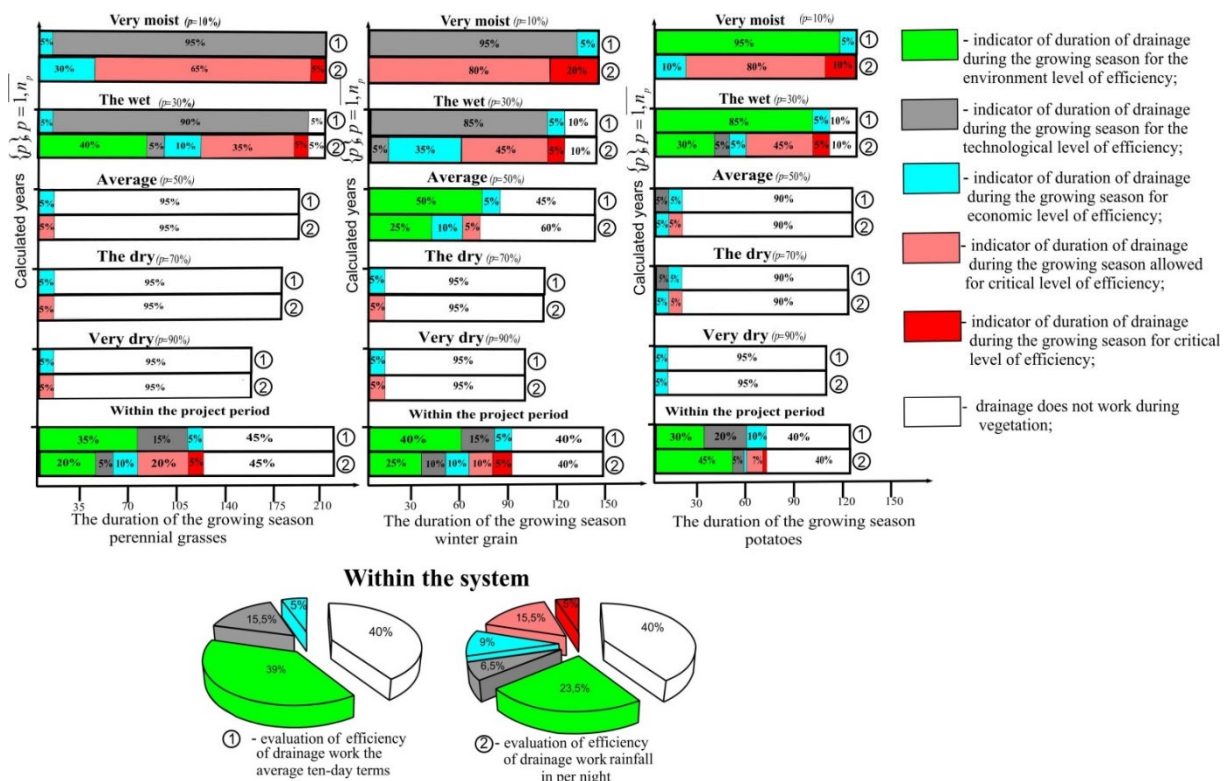 Very moist (p=10%)
5% 95% ①
30% 65% 5% ②
The wet (p=30%)
5% 90% 5% ①
40% 5% 10% 35% 5% 5% ②
Average (p=50%)
5% 95% ①
5% 95% ②
The dry (p=70%)
5% 95% ①
5% 95% ②
Very dry (p=90%)
5% 95% ①
5% 95% ②
Within the project period
35% 15% 5% 45% ①
20% 5% 10% 20% 5% 45% ②
Calculated years {p}, p = 1, n_p
35 70 105 140 175 210
The duration of the growing season
perennial grasses
Very moist (p=10%)
95% 5% ①
80% 20% ②
The wet (p=30%)
85% 5% 10% ①
5% 35% 45% 5% 10% ②
Average (p=50%)
50% 5% 45% ①
25% 10% 5% 60% ②
The dry (p=70%)
5% 95% ①
5% 95% ②
Very dry (p=90%)
5% 95% ①
5% 95% ②
Within the project period
40% 15% 5% 40% ①
25% 10% 10% 10% 5% 40% ②
Calculated years {p}, p = 1, n_p
30 60 90 120 150
The duration of the growing season
winter grain
Very moist (p=10%)
95% 5% ①
10% 80% 10% ②
The wet (p=30%)
85% 5% 10% ①
30% 5% 5% 45% 5% 10% ②
Average (p=50%)
5% 5% 90% ①
5% 5% 90% ②
The dry (p=70%)
5% 5% 90% ①
5% 5% 90% ②
Very dry (p=90%)
5% 95% ①
5% 95% ②
Within the project period
30% 20% 10% 40% ①
45% 5% 7% 40% ②
Calculated years {p}, p = 1, n_p
30 60 90 120 150
The duration of the growing season
potatoes
- indicator of duration of drainage
during the growing season for the
environment level of efficiency;
- indicator of duration of drainage
during the growing season for the
technological level of efficiency;
- indicator of duration of drainage
during the growing season for
economic level of efficiency;
- indicator of duration of drainage
during the growing season allowed
for critical level of efficiency;
- indicator of duration of drainage
during the growing season for critical
level of efficiency;
- drainage does not work during
vegetation;
Within the system
5%
15,5%
40%
39%
① - evaluation of efficiency
of drainage work the
average ten-day terms
5%
15,5%
9%
40%
6,5%
23,5%
② - evaluation of efficiency
of drainage work rainfall
in per night